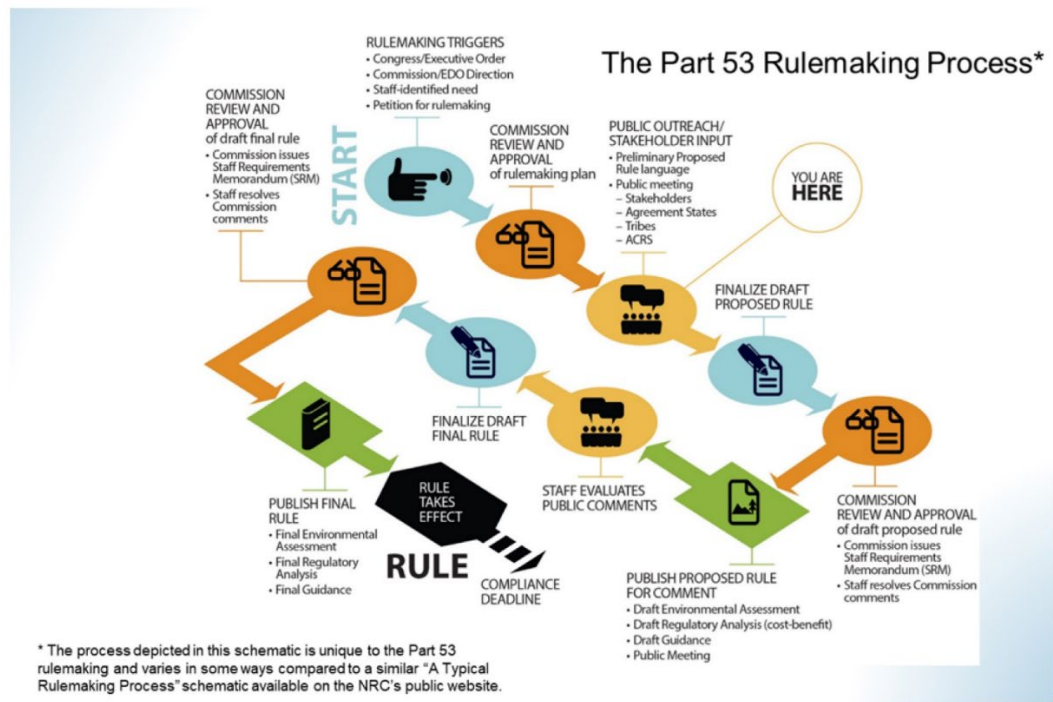 The Part 53 Rulemaking Process*
START
RULEMAKING TRIGGERS
• Congress/Executive Order
• Commission/EDO Direction
• Staff-identified need
• Petition for rulemaking
COMMISSION
REVIEW AND
APPROVAL
of rulemaking plan
PUBLIC OUTREACH/
STAKEHOLDER INPUT
• Preliminary Proposed
Rule language
• Public meeting
– Stakeholders
– Agreement States
– Tribes
– ACRS
YOU ARE
HERE
FINALIZE DRAFT
PROPOSED RULE
COMMISSION
REVIEW AND APPROVAL
of draft proposed rule
• Commission issues
Staff Requirements
Memorandum (SRM)
• Staff resolves Commission
comments
PUBLISH PROPOSED RULE
FOR COMMENT
• Draft Environmental Assessment
• Draft Regulatory Analysis (cost-benefit)
• Draft Guidance
• Public Meeting
STAFF EVALUATES
PUBLIC COMMENTS
FINALIZE DRAFT
FINAL RULE
COMMISSION
REVIEW AND
APPROVAL
of draft final rule
• Commission issues
Staff Requirements
Memorandum (SRM)
• Staff resolves
Commission
comments
PUBLISH FINAL
RULE
• Final Environmental
Assessment
• Final Regulatory
Analysis
• Final Guidance
RULE
TAKES
EFFECT
RULE
COMPLIANCE
DEADLINE
* The process depicted in this schematic is unique to the Part 53
rulemaking and varies in some ways compared to a similar “A Typical
Rulemaking Process” schematic available on the NRC's public website.